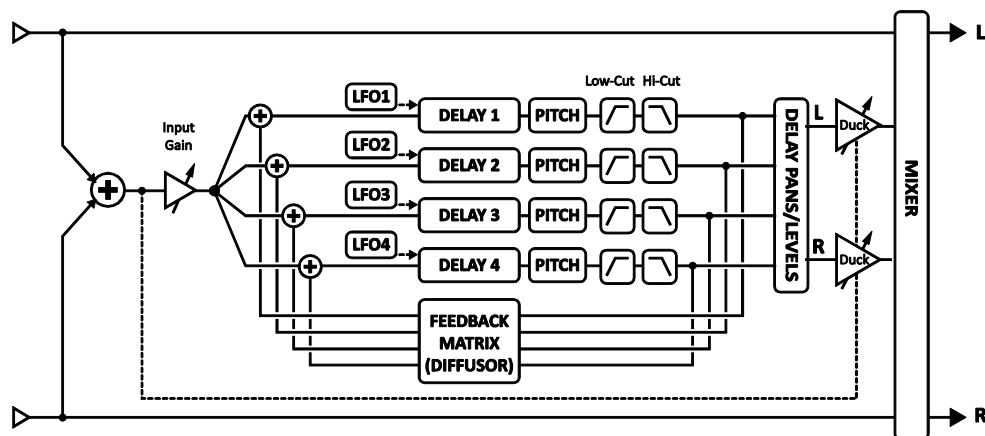 L
Low-Cut Hi-Cut
LFO1
DELAY 1 PITCH
Input
Gain
LFO2
DELAY 2 PITCH
LFO3
DELAY 3 PITCH
LFO4
DELAY 4 PITCH
DELAY PANS/LEVELS
L
Duck
R
Duck
MIXER
FEEDBACK
MATRIX
(DIFFUSOR)
R